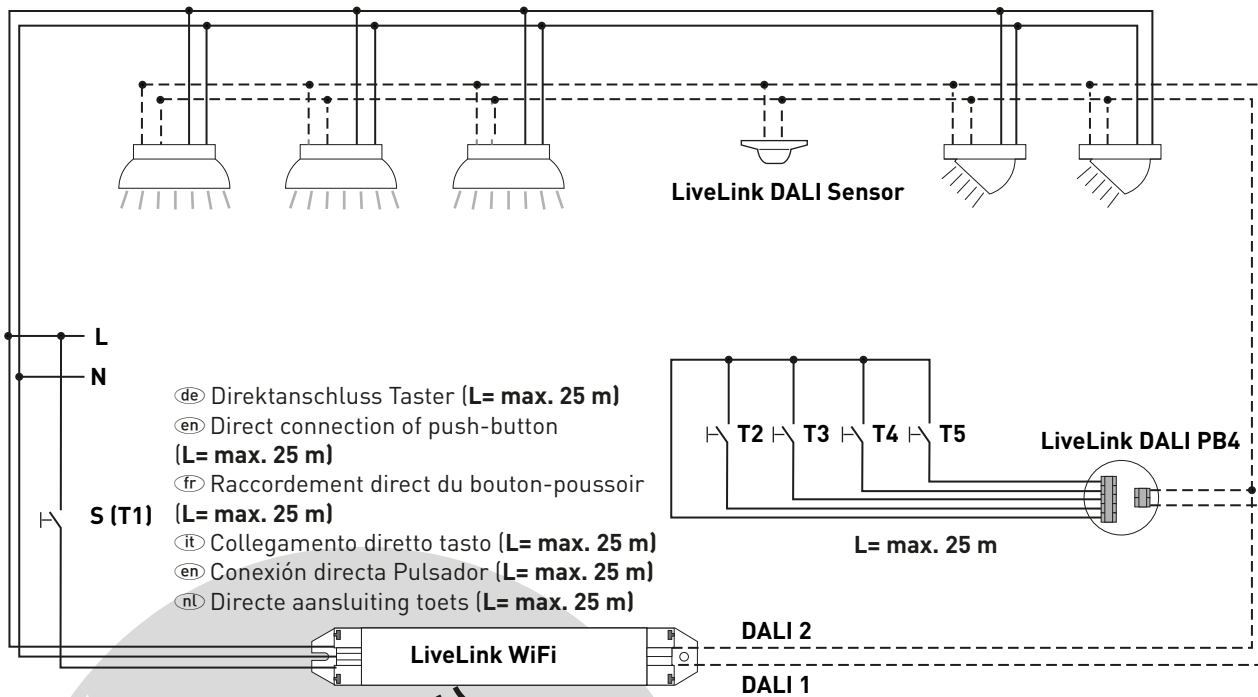 LiveLink DALI Sensor
L
N
de Direktanschluss Taster (L= max. 25 m)
en Direct connection of push-button
(L= max. 25 m)
fr Raccordement direct du bouton-poussoir
(L= max. 25 m)
it Collegamento diretto tasto (L= max. 25 m)
en Conexión directa Pulsador (L= max. 25 m)
nl Directe aansluiting toets (L= max. 25 m)
S (T1)
T2 T3 T4 T5
LiveLink DALI PB4
L= max. 25 m
LiveLink WiFi
DALI 2
DALI 1